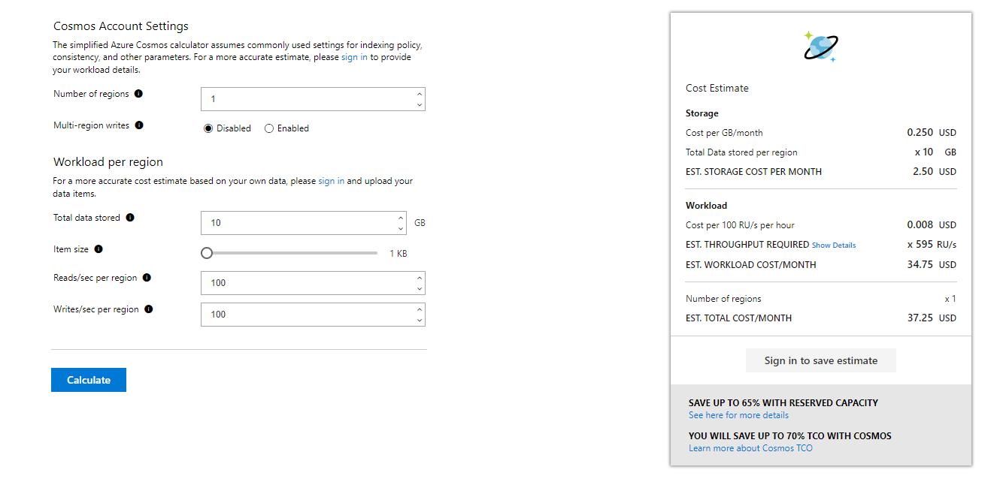 Cosmos Account Settings
The simplified Azure Cosmos calculator assumes commonly used settings for indexing policy,
consistency, and other parameters. For a more accurate estimate, please sign in to provide
your workload details.
Number of regions
1
Multi-region writes
Disabled
Enabled
Workload per region
For a more accurate cost estimate based on your own data, please sign in and upload your
data items.
Total data stored
10
GB
Item size
1 KB
Reads/sec per region
100
Writes/sec per region
100
Calculate
Cost Estimate
Storage
Cost per GB/month 0.250 USD
Total Data stored per region x 10 GB
EST. STORAGE COST PER MONTH 2.50 USD
Workload
Cost per 100 RU/s per hour 0.008 USD
EST. THROUGHPUT REQUIRED Show Details x 595 RU/s
EST. WORKLOAD COST/MONTH 34.75 USD
Number of regions x 1
EST. TOTAL COST/MONTH 37.25 USD
Sign in to save estimate
SAVE UP TO 65% WITH RESERVED CAPACITY
See here for more details
YOU WILL SAVE UP TO 70% TCO WITH COSMOS
Learn more about Cosmos TCO